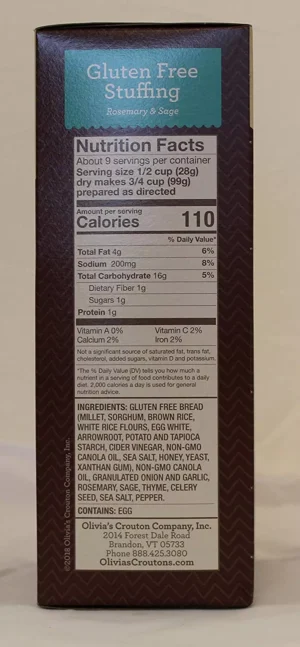 Gluten Free
Stuffing
Rosemary & Sage
Nutrition Facts
About 9 servings per container
Serving size 1/2 cup (28g)
dry makes 3/4 cup (99g)
prepared as directed
Amount per serving
Calories 110
% Daily Value*
Total Fat 4g 6%
Sodium 200mg 8%
Total Carbohydrate 16g 5%
Dietary Fiber 1g
Sugars 1g
Protein 1g
Vitamin A 0% Vitamin C 2%
Calcium 2% Iron 2%
Not a significant source of saturated fat, trans fat,
cholesterol, added sugars, vitamin D and potassium.
*The % Daily Value (DV) tells you how much a
nutrient in a serving of food contributes to a daily
diet. 2,000 calories a day is used for general
nutrition advice.
INGREDIENTS: GLUTEN FREE BREAD
(MILLET, SORGHUM, BROWN RICE,
WHITE RICE FLOURS, EGG WHITE,
ARROWROOT, POTATO AND TAPIOCA
STARCH, CIDER VINEGAR, NON-GMO
CANOLA OIL, SEA SALT, HONEY, YEAST,
XANTHAN GUM), NON-GMO CANOLA
OIL, GRANULATED ONION AND GARLIC,
ROSEMARY, SAGE, THYME, CELERY
SEED, SEA SALT, PEPPER.
CONTAINS: EGG
Olivia's Crouton Company, Inc.
2014 Forest Dale Road
Brandon, VT 05733
Phone 888.425.3080
OliviasCroutons.com
©2018 Olivia's Crouton Company, Inc.